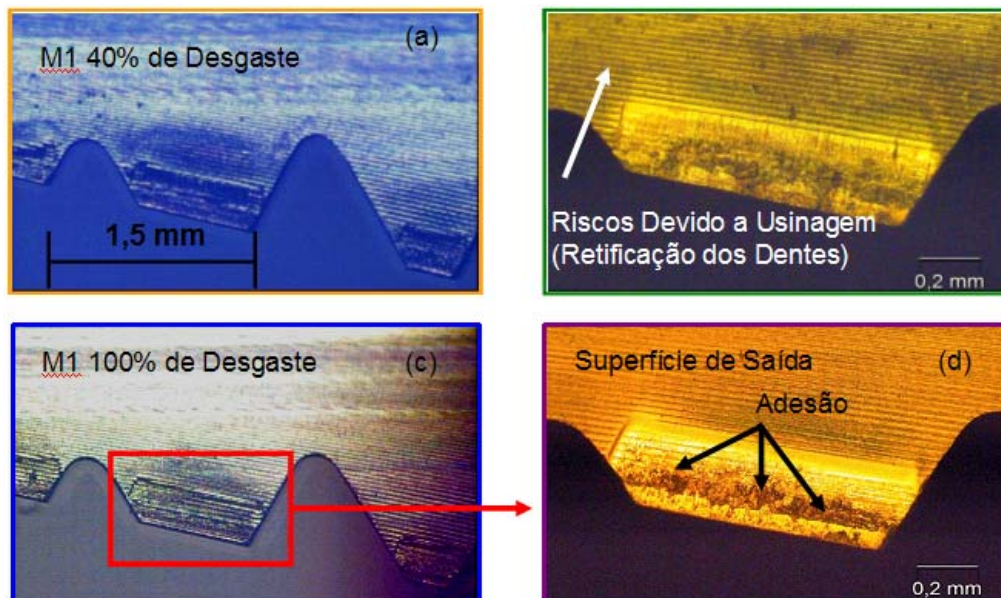 M1 40% de Desgaste
(a)
1,5 mm
Riscos Devido a Usinagem
(Retificação dos Dentes)
0,2 mm
M1 100% de Desgaste
(c)
Superfície de Saída
(d)
Adesão
0,2 mm